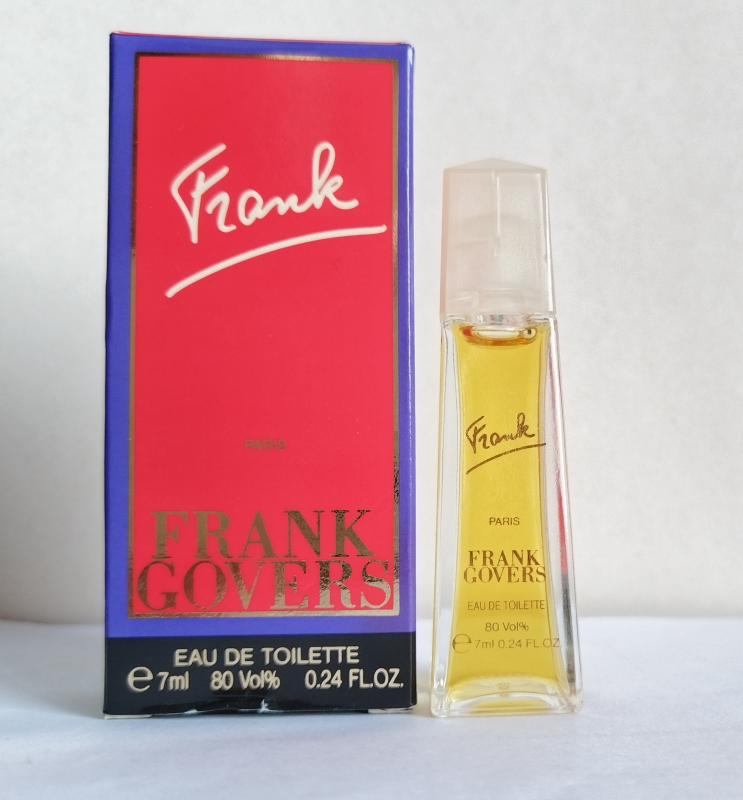 Frank
PARIS
FRANK
GOVERS
EAU DE TOILETTE
℮ 7ml 80 Vol% 0.24 FL.OZ.
Frank
PARIS
FRANK
GOVERS
EAU DE TOILETTE
80 Vol%
℮ 7ml 0.24 FL.OZ